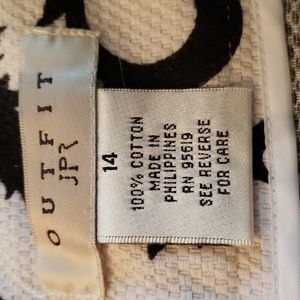 OUTFIT
JPR
14
100% COTTON
MADE IN
PHILIPPINES
RN 95619
SEE REVERSE
FOR CARE